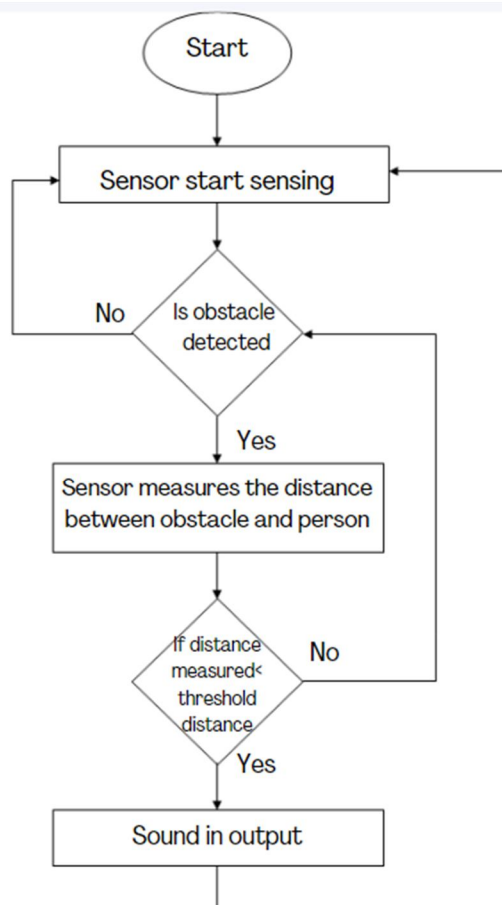 Start
Sensor start sensing
No
Is obstacle
detected
Yes
Sensor measures the distance
between obstacle and person
If distance
measured<
threshold
distance
No
Yes
Sound in output